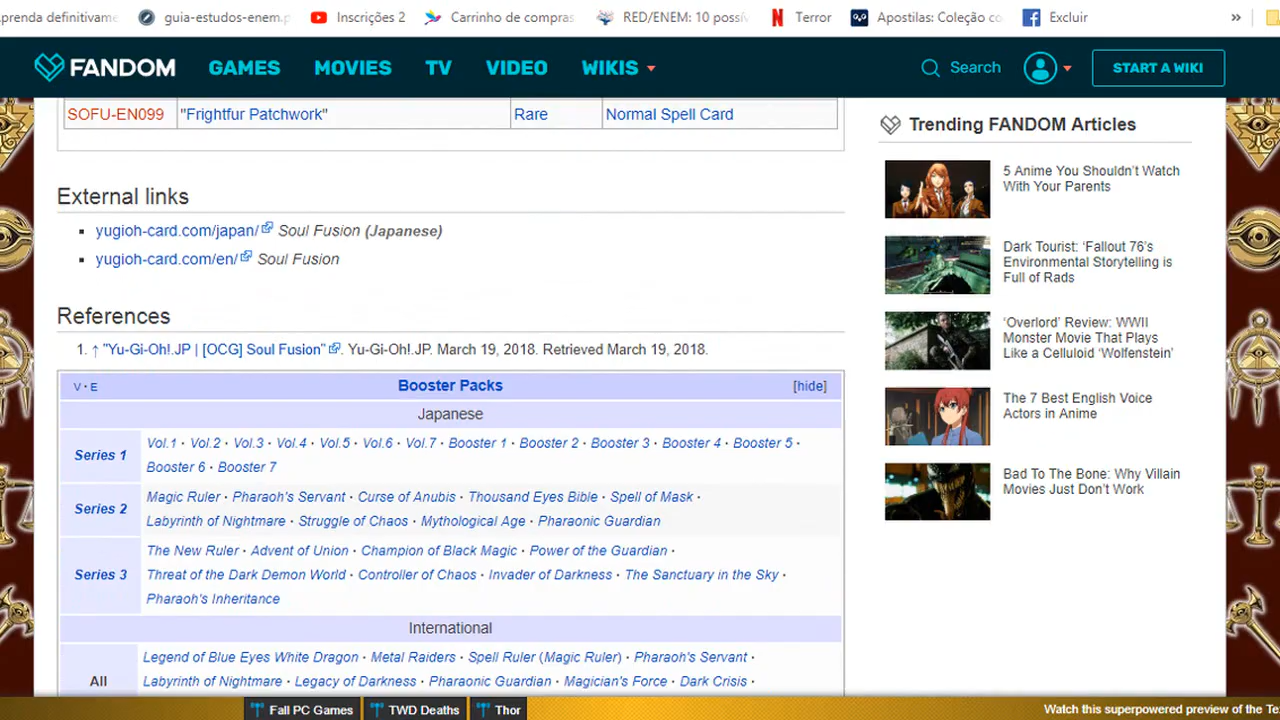 prenda definitivame
guia-estudos-enem.p
Inscrições 2
Carrinho de compras
RED/ENEM: 10 possív
Terror
Apostilas: Coleção co
Excluir
»
FANDOM
GAMES
MOVIES
TV
VIDEO
WIKIS
Search
START A WIKI
SOFU-EN099 "Frightfur Patchwork" Rare Normal Spell Card
External links
yugioh-card.com/japan/ Soul Fusion (Japanese)
yugioh-card.com/en/ Soul Fusion
References
1. ↑ "Yu-Gi-Oh!.JP | [OCG] Soul Fusion" . Yu-Gi-Oh!.JP. March 19, 2018. Retrieved March 19, 2018.
V · E Booster Packs [hide]
Japanese
Series 1
Vol.1 · Vol.2 · Vol.3 · Vol.4 · Vol.5 · Vol.6 · Vol.7 · Booster 1 · Booster 2 · Booster 3 · Booster 4 · Booster 5 ·
Booster 6 · Booster 7
Series 2
Magic Ruler · Pharaoh's Servant · Curse of Anubis · Thousand Eyes Bible · Spell of Mask ·
Labyrinth of Nightmare · Struggle of Chaos · Mythological Age · Pharaonic Guardian
Series 3
The New Ruler · Advent of Union · Champion of Black Magic · Power of the Guardian ·
Threat of the Dark Demon World · Controller of Chaos · Invader of Darkness · The Sanctuary in the Sky ·
Pharaoh's Inheritance
International
All
Legend of Blue Eyes White Dragon · Metal Raiders · Spell Ruler (Magic Ruler) · Pharaoh's Servant ·
Labyrinth of Nightmare · Legacy of Darkness · Pharaonic Guardian · Magician's Force · Dark Crisis ·
Trending FANDOM Articles
5 Anime You Shouldn't Watch
With Your Parents
Dark Tourist: 'Fallout 76's
Environmental Storytelling is
Full of Rads
'Overlord' Review: WWII
Monster Movie That Plays
Like a Celluloid 'Wolfenstein'
The 7 Best English Voice
Actors in Anime
Bad To The Bone: Why Villain
Movies Just Don't Work
Fall PC Games
TWD Deaths
Thor
Watch this superpowered preview of the Te